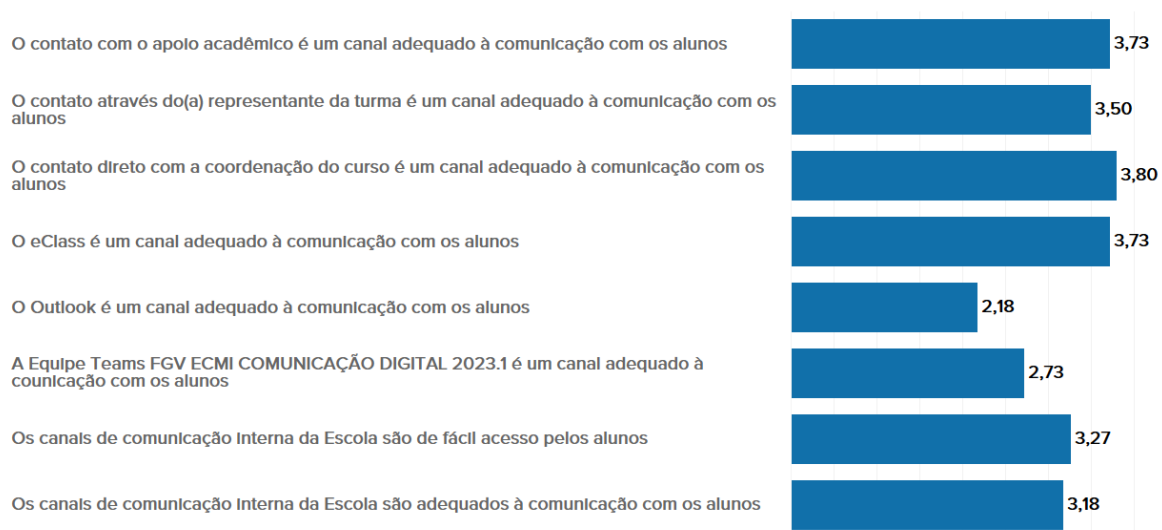 O contato com o apoio acadêmico é um canal adequado à comunicação com os alunos
3,73
O contato através do(a) representante da turma é um canal adequado à comunicação com os
alunos
3,50
O contato direto com a coordenação do curso é um canal adequado à comunicação com os
alunos
3,80
O eClass é um canal adequado à comunicação com os alunos
3,73
O Outlook é um canal adequado à comunicação com os alunos
2,18
A Equipe Teams FGV ECMI COMUNICAÇÃO DIGITAL 2023.1 é um canal adequado à
counicação com os alunos
2,73
Os canais de comunicação interna da Escola são de fácil acesso pelos alunos
3,27
Os canais de comunicação interna da Escola são adequados à comunicação com os alunos
3,18